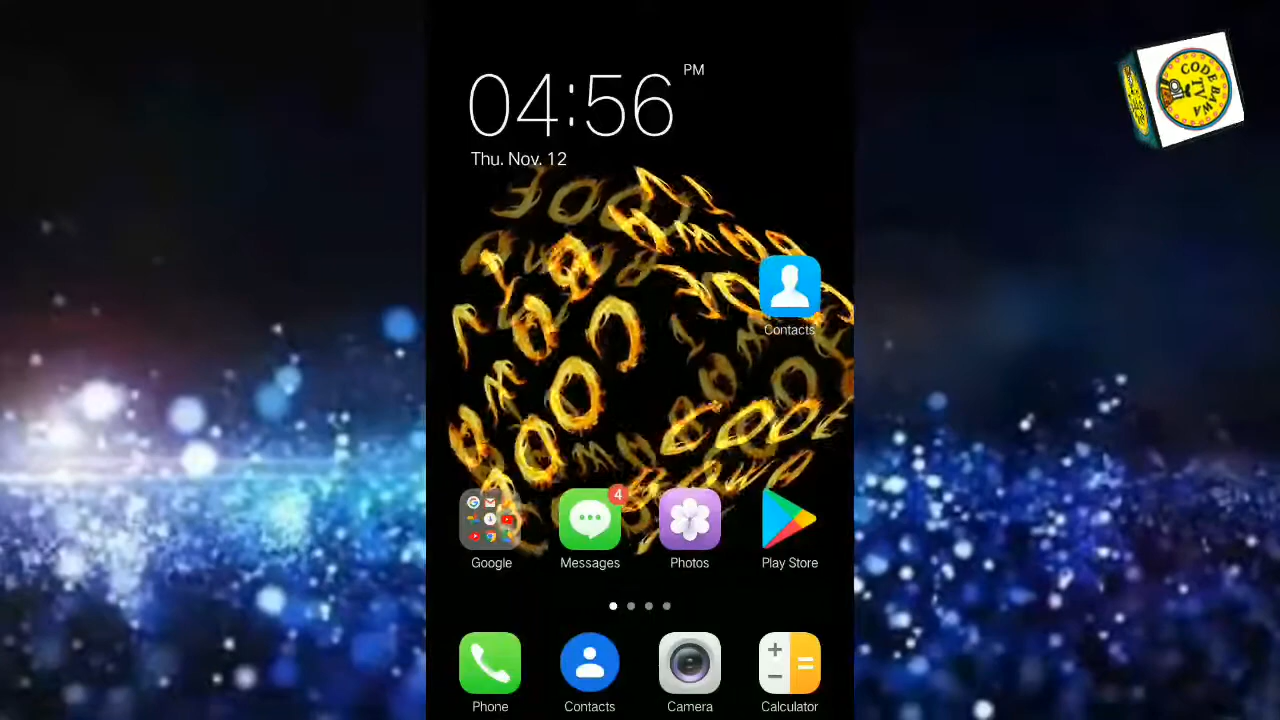 04:56 PM
Thu. Nov. 12
CODE BAWA
TV
Contacts
4
Google
Messages
Photos
Play Store
Phone
Contacts
Camera
Calculator